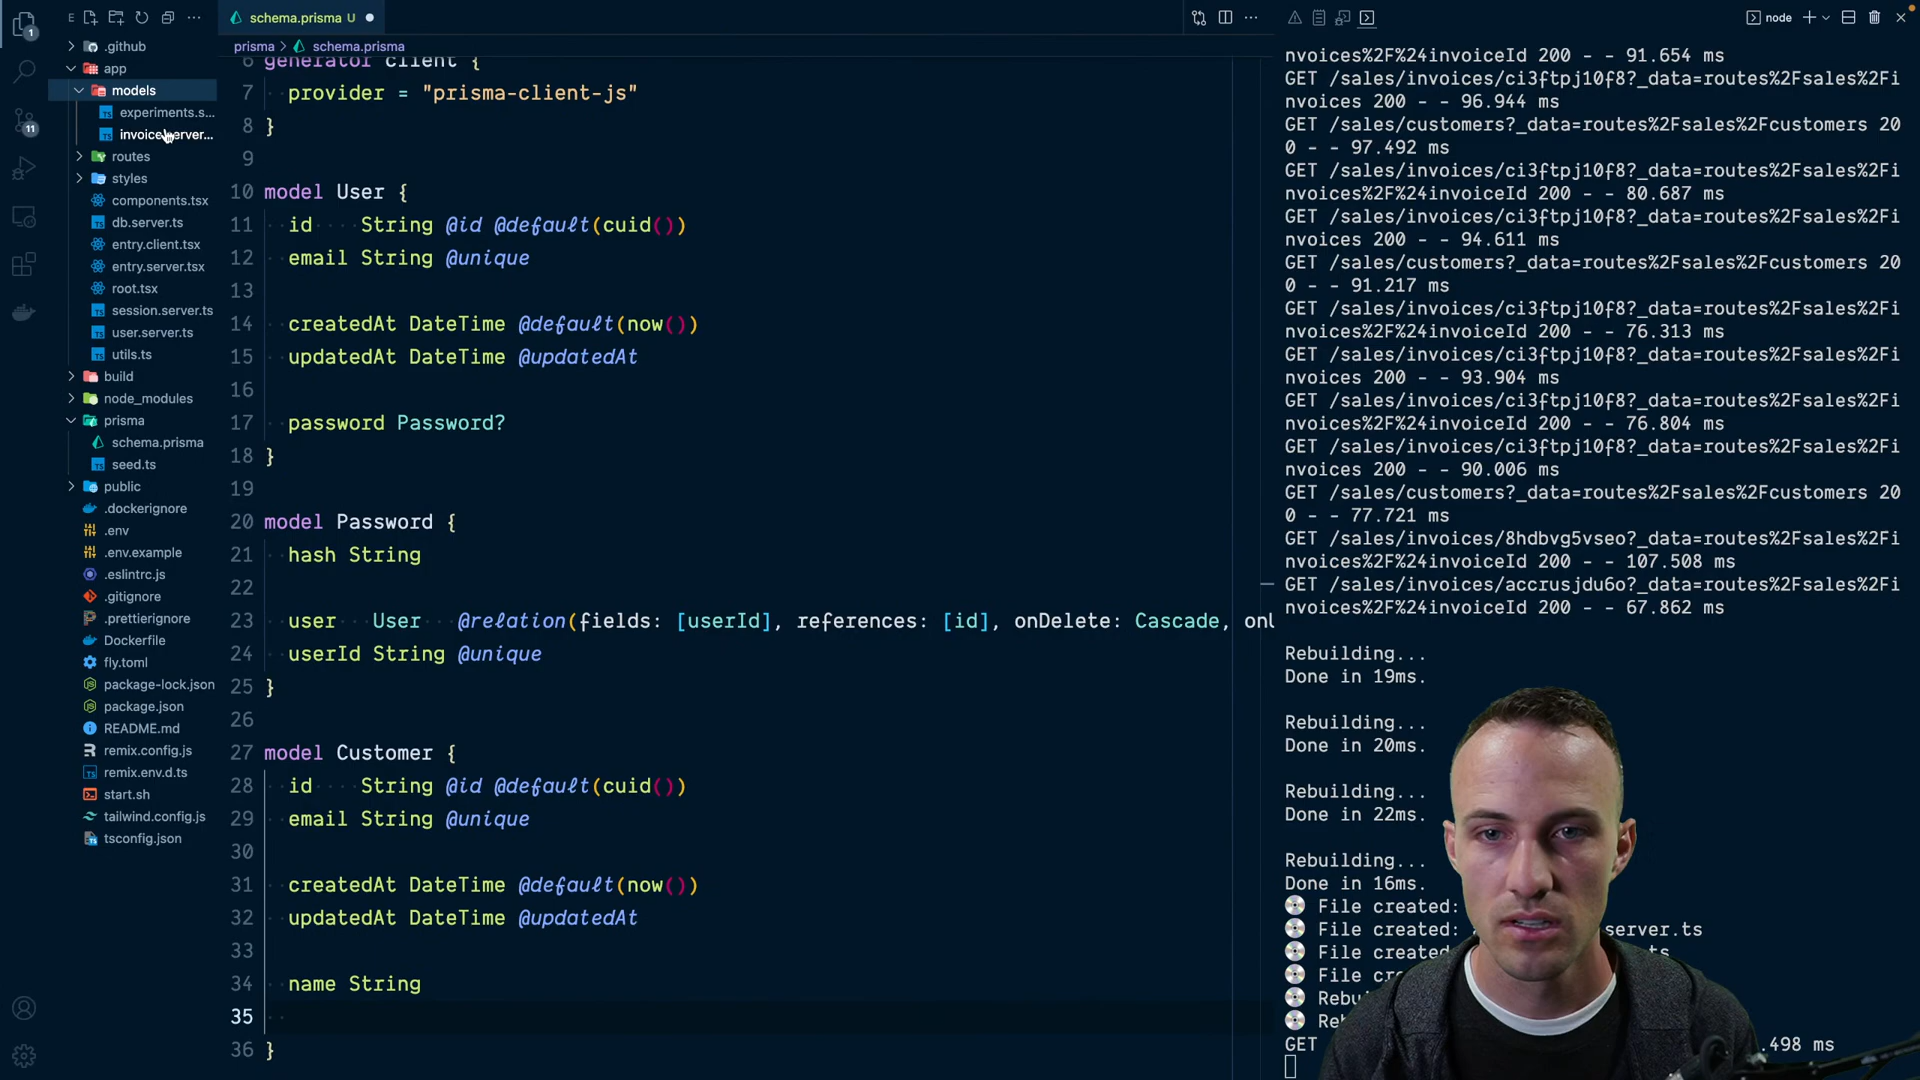 1
11
E
.github
app
models
experiments.s...
invoice.server...
routes
styles
components.tsx
db.server.ts
entry.client.tsx
entry.server.tsx
root.tsx
session.server.ts
user.server.ts
utils.ts
build
node_modules
prisma
schema.prisma
seed.ts
public
.dockerignore
.env
.env.example
.eslintrc.js
.gitignore
.prettierignore
Dockerfile
fly.toml
package-lock.json
package.json
README.md
remix.config.js
remix.env.d.ts
start.sh
tailwind.config.js
tsconfig.json
schema.prisma U
prisma > schema.prisma
6 generator client {
7 provider = "prisma-client-js"
8 }
9
10 model User {
11 id String @id @default(cuid())
12 email String @unique
13
14 createdAt DateTime @default(now())
15 updatedAt DateTime @updatedAt
16
17 password Password?
18 }
19
20 model Password {
21 hash String
22
23 user User @relation(fields: [userId], references: [id], onDelete: Cascade, onU
24 userId String @unique
25 }
26
27 model Customer {
28 id String @id @default(cuid())
29 email String @unique
30
31 createdAt DateTime @default(now())
32 updatedAt DateTime @updatedAt
33
34 name String
35
36 }
node
nvoices%2F%24invoiceId 200 - - 91.654 ms
GET /sales/invoices/ci3ftpj10f8?_data=routes%2Fsales%2Fi
nvoices 200 - - 96.944 ms
GET /sales/customers?_data=routes%2Fsales%2Fcustomers 20
0 - - 97.492 ms
GET /sales/invoices/ci3ftpj10f8?_data=routes%2Fsales%2Fi
nvoices%2F%24invoiceId 200 - - 80.687 ms
GET /sales/invoices/ci3ftpj10f8?_data=routes%2Fsales%2Fi
nvoices 200 - - 94.611 ms
GET /sales/customers?_data=routes%2Fsales%2Fcustomers 20
0 - - 91.217 ms
GET /sales/invoices/ci3ftpj10f8?_data=routes%2Fsales%2Fi
nvoices%2F%24invoiceId 200 - - 76.313 ms
GET /sales/invoices/ci3ftpj10f8?_data=routes%2Fsales%2Fi
nvoices 200 - - 93.904 ms
GET /sales/invoices/ci3ftpj10f8?_data=routes%2Fsales%2Fi
nvoices%2F%24invoiceId 200 - - 76.804 ms
GET /sales/invoices/ci3ftpj10f8?_data=routes%2Fsales%2Fi
nvoices 200 - - 90.006 ms
GET /sales/customers?_data=routes%2Fsales%2Fcustomers 20
0 - - 77.721 ms
GET /sales/invoices/8hdbvg5vseo?_data=routes%2Fsales%2Fi
nvoices%2F%24invoiceId 200 - - 107.508 ms
GET /sales/invoices/accrusjdu6o?_data=routes%2Fsales%2Fi
nvoices%2F%24invoiceId 200 - - 67.862 ms
Rebuilding...
Done in 19ms.
Rebuilding...
Done in 20ms.
Rebuilding...
Done in 22ms.
Rebuilding...
Done in 16ms.
File created:
File created: server.ts
File created ts
File cre
Rebu
Re
GET .498 ms